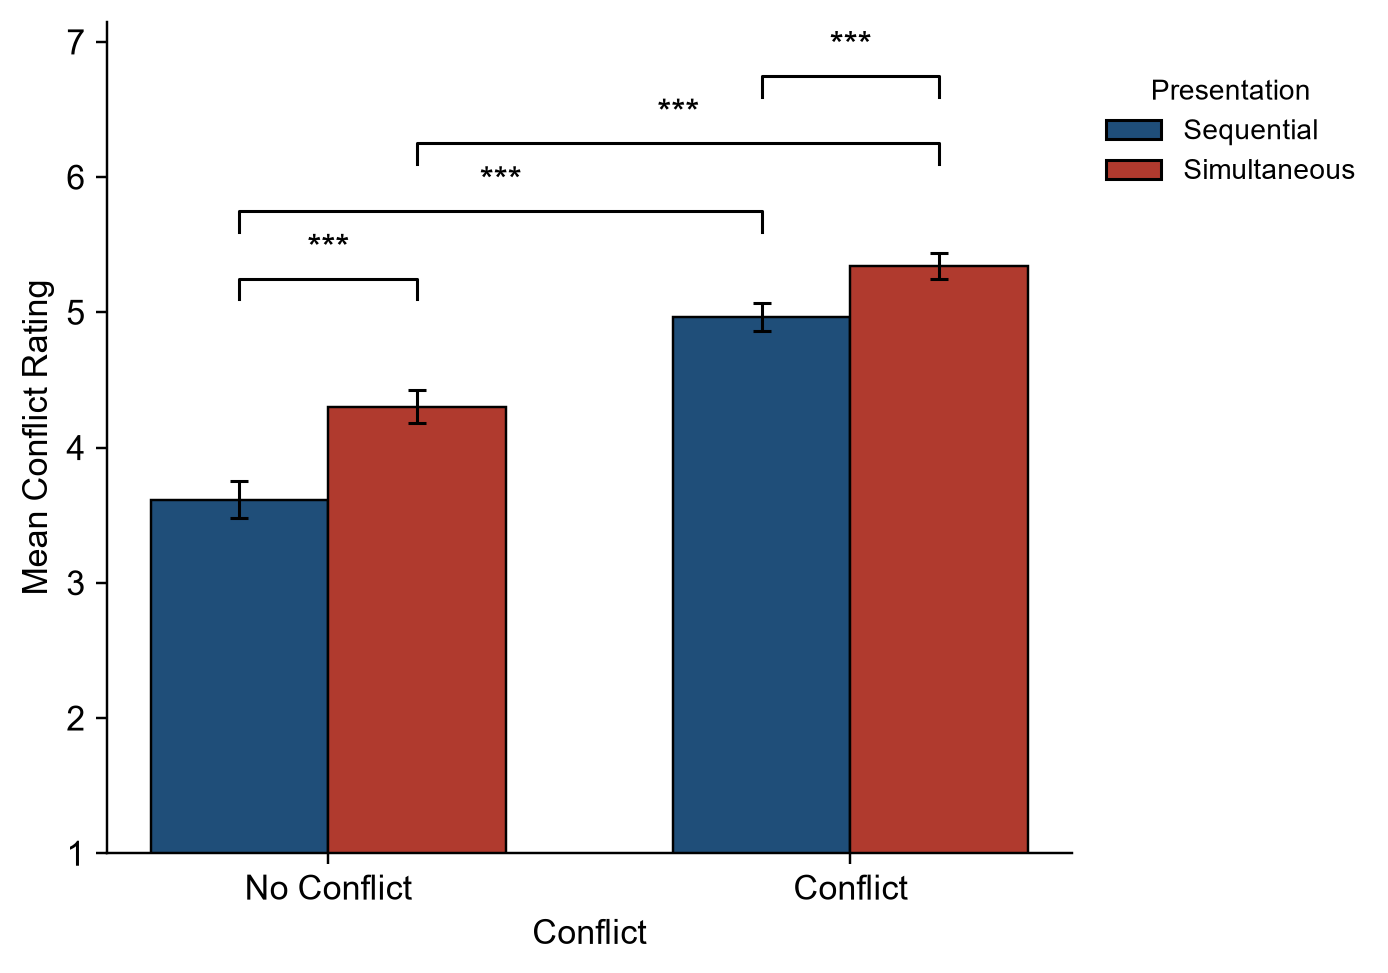 7
***
***
***
***
6
5
4
3
2
1
Mean Conflict Rating
No Conflict
Conflict
Conflict
Presentation
Sequential
Simultaneous